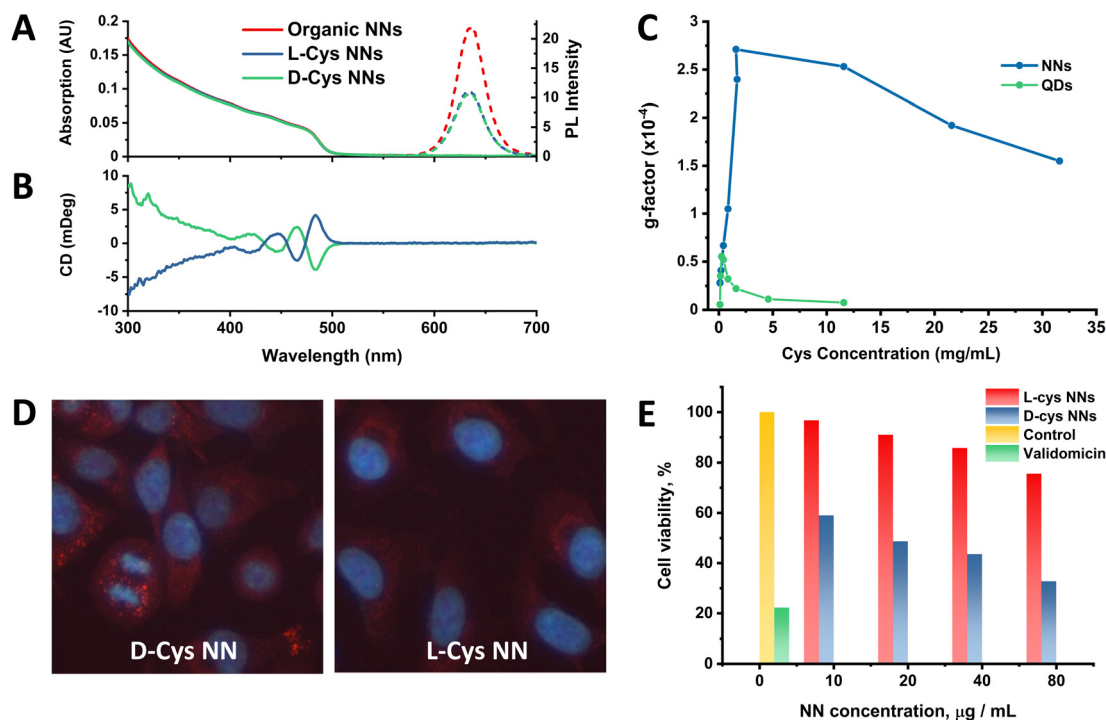 A
Organic NNs
L-Cys NNs
D-Cys NNs
Absorption (AU)
0.2
0.15
0.1
0.05
0
PL Intensity
20
15
10
5
0
B
CD (mDeg)
10
5
0
-5
-10
300
400
500
600
700
Wavelength (nm)
C
g-factor (x10⁻⁴)
3
2.5
2
1.5
1
0.5
0
NNs
QDs
0
5
10
15
20
25
30
35
Cys Concentration (mg/mL)
D
D-Cys NN
L-Cys NN
E
Cell viability, %
100
80
60
40
20
0
L-cys NNs
D-cys NNs
Control
Validomicin
0
10
20
40
80
NN concentration, µg / mL